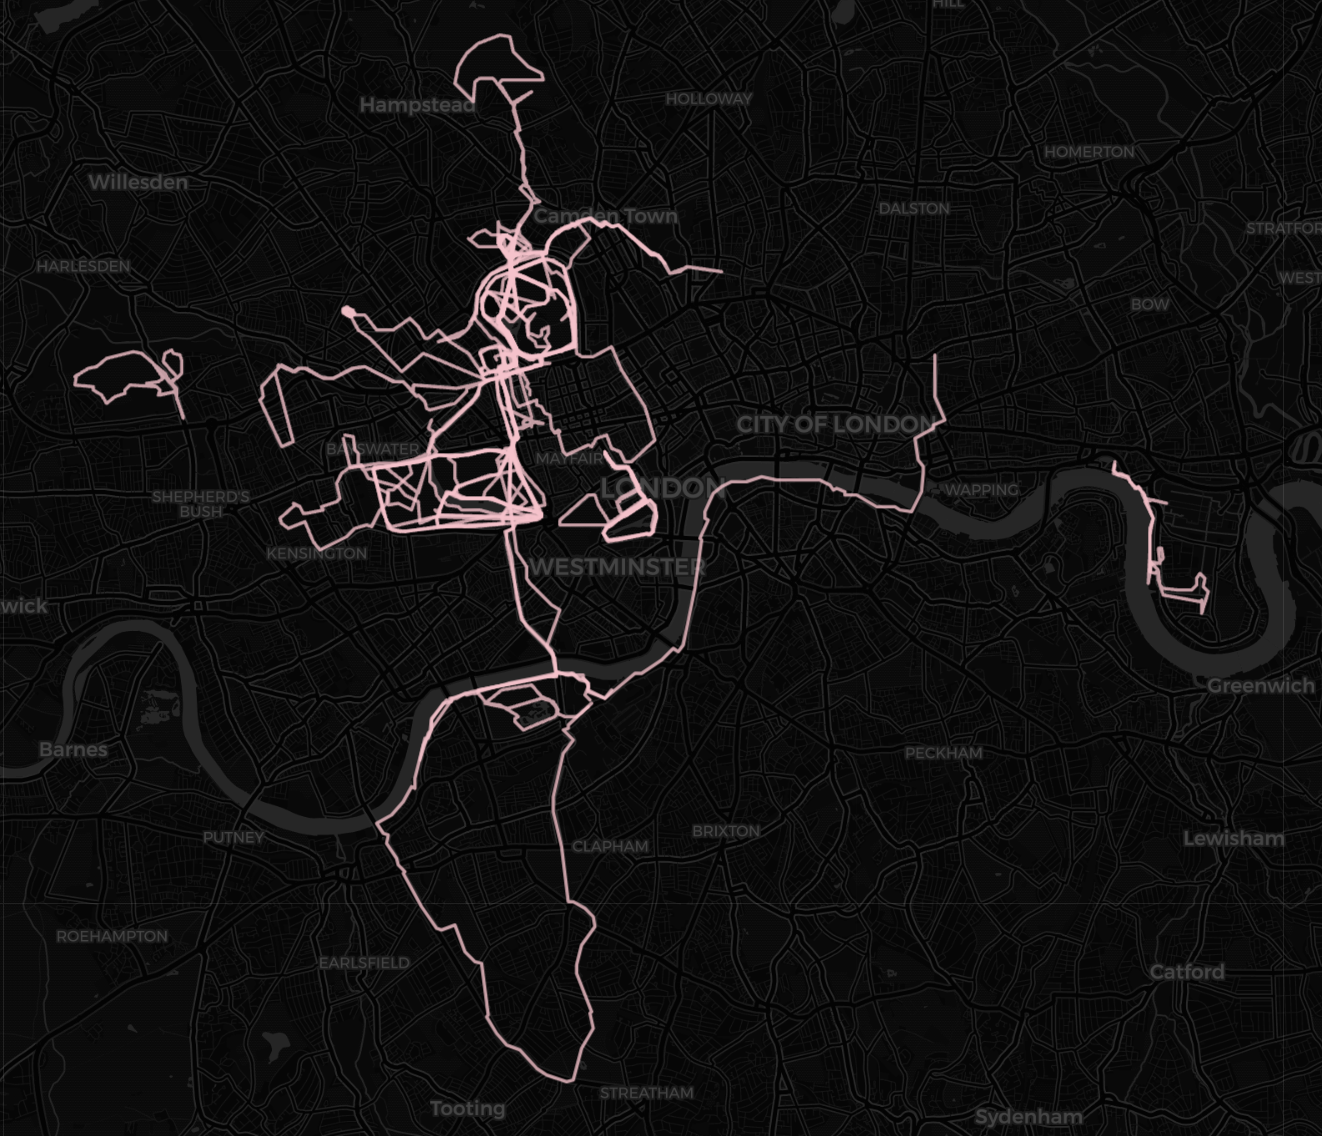 HILL
Hampstead
HOLLOWAY
HOMERTON
Willesden
DALSTON
Camden Town
STRATFOR
HARLESDEN
WEST
BOW
CITY OF LONDON
BAYSWATER
MAYFAIR
LONDON
WAPPING
SHEPHERD'S
BUSH
KENSINGTON
WESTMINSTER
wick
Greenwich
Barnes
PECKHAM
PUTNEY
BRIXTON
CLAPHAM
Lewisham
ROEHAMPTON
EARLSFIELD
Catford
STREATHAM
Tooting
Sydenham